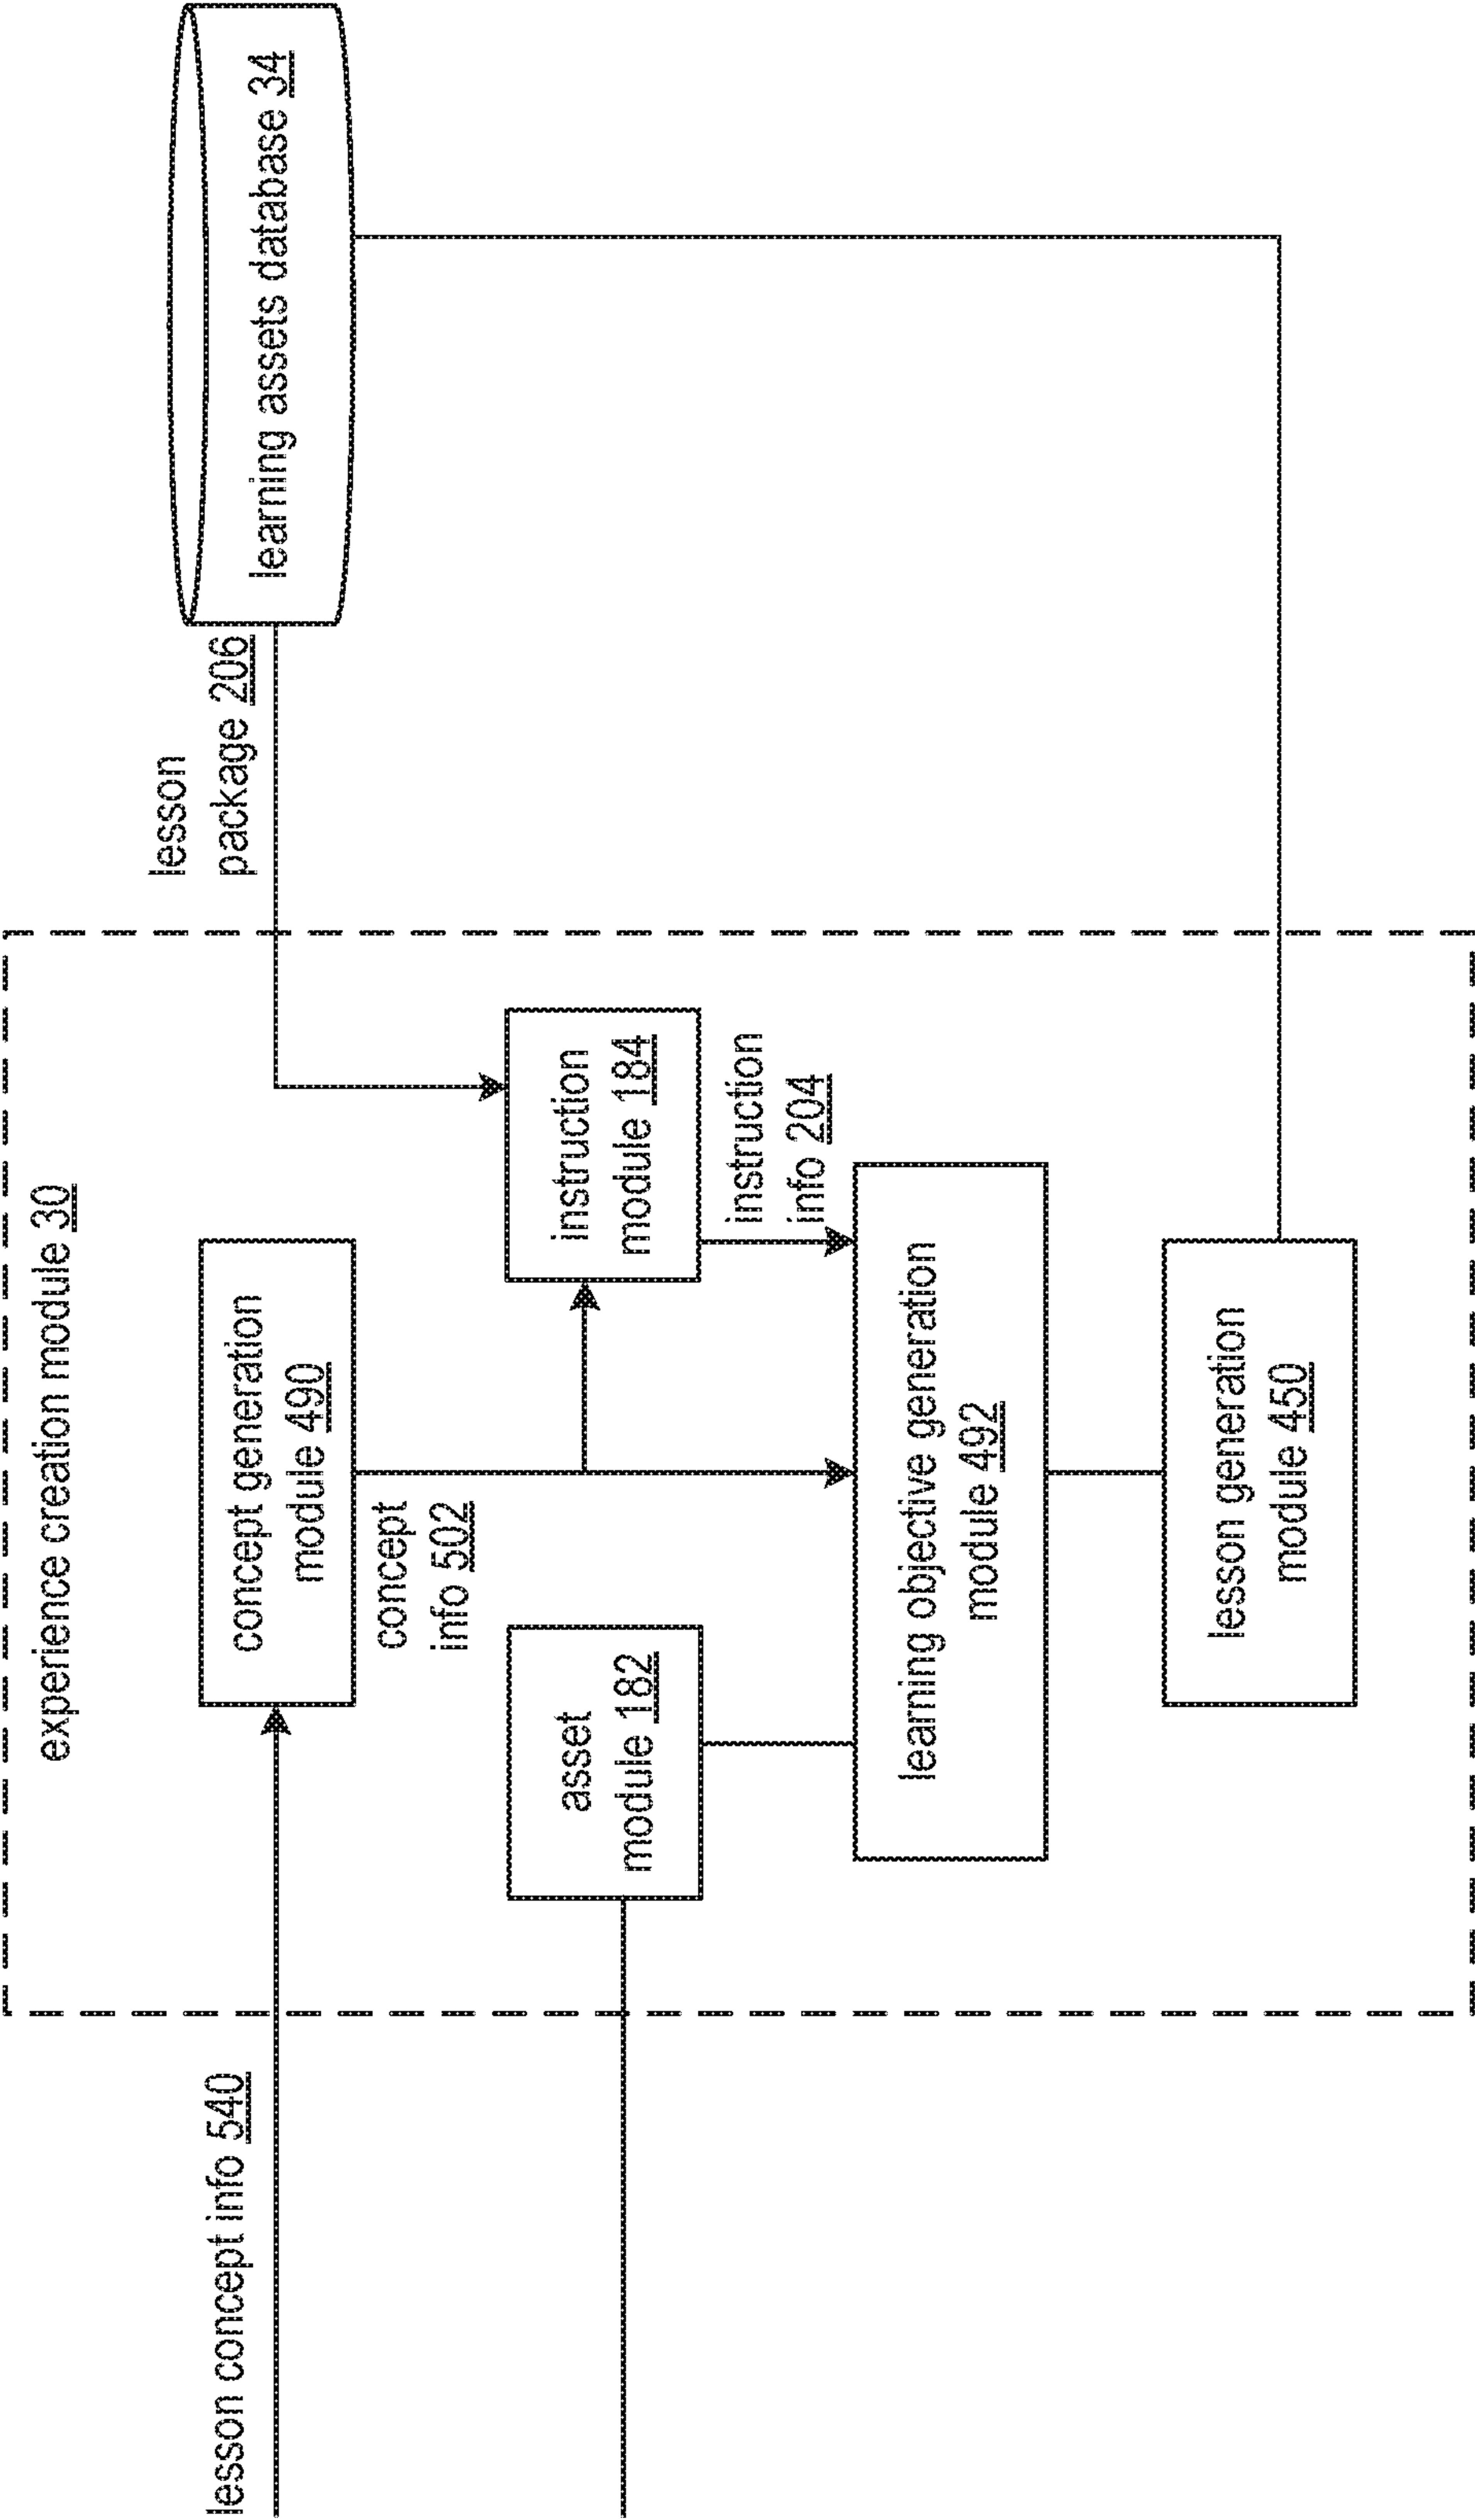 experience creation module 30
lesson concept info 540
concept generation
module 490
lesson
package 206
learning assets database 34
concept
info 502
asset
module 182
instruction
module 184
instruction
info 204
learning objective generation
module 492
lesson generation
module 450